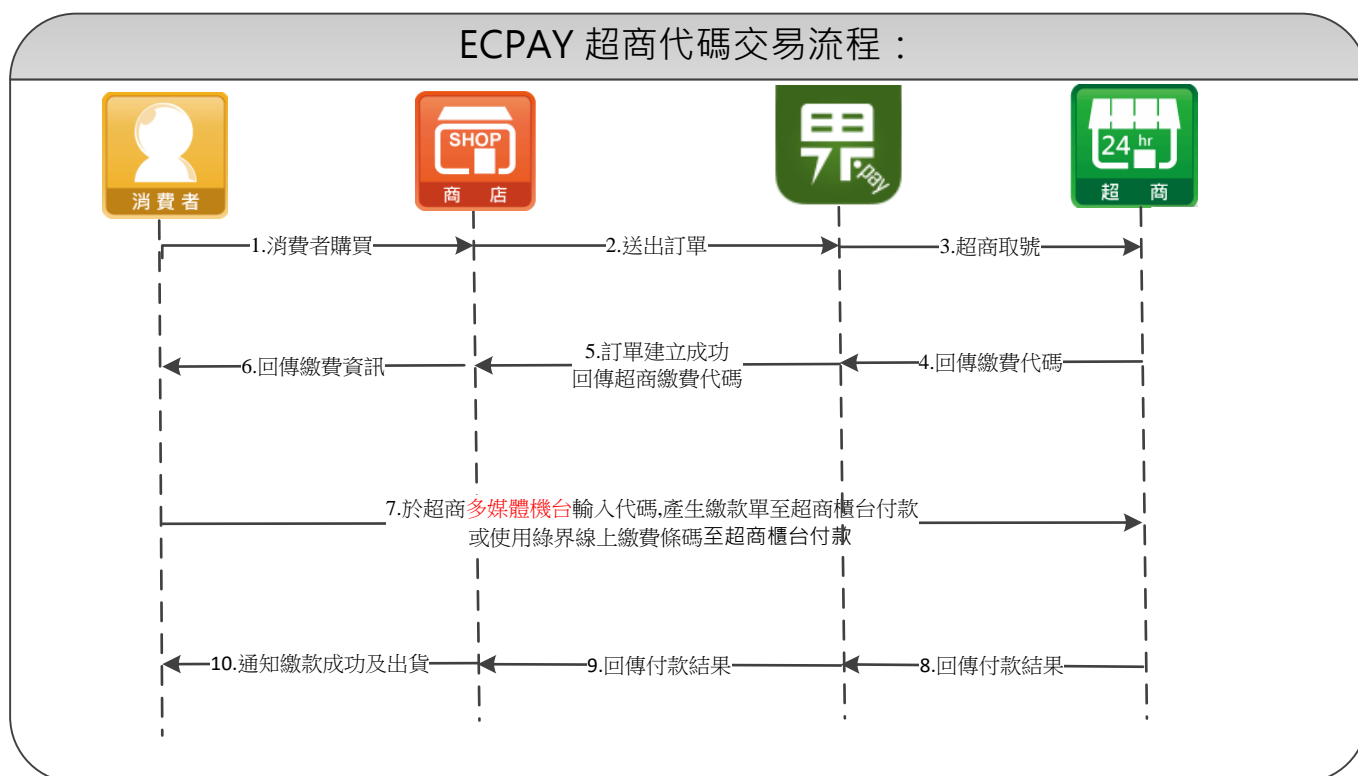 ECPAY 超商代碼交易流程：
消費者
SHOP
商店
界
pay
24 hr
超商
1.消費者購買
2.送出訂單
3.超商取號
6.回傳繳費資訊
5.訂單建立成功
回傳超商繳費代碼
4.回傳繳費代碼
7.於超商多媒體機台輸入代碼,產生繳款單至超商櫃台付款
或使用綠界線上繳費條碼至超商櫃台付款
10.通知繳款成功及出貨
9.回傳付款結果
8.回傳付款結果